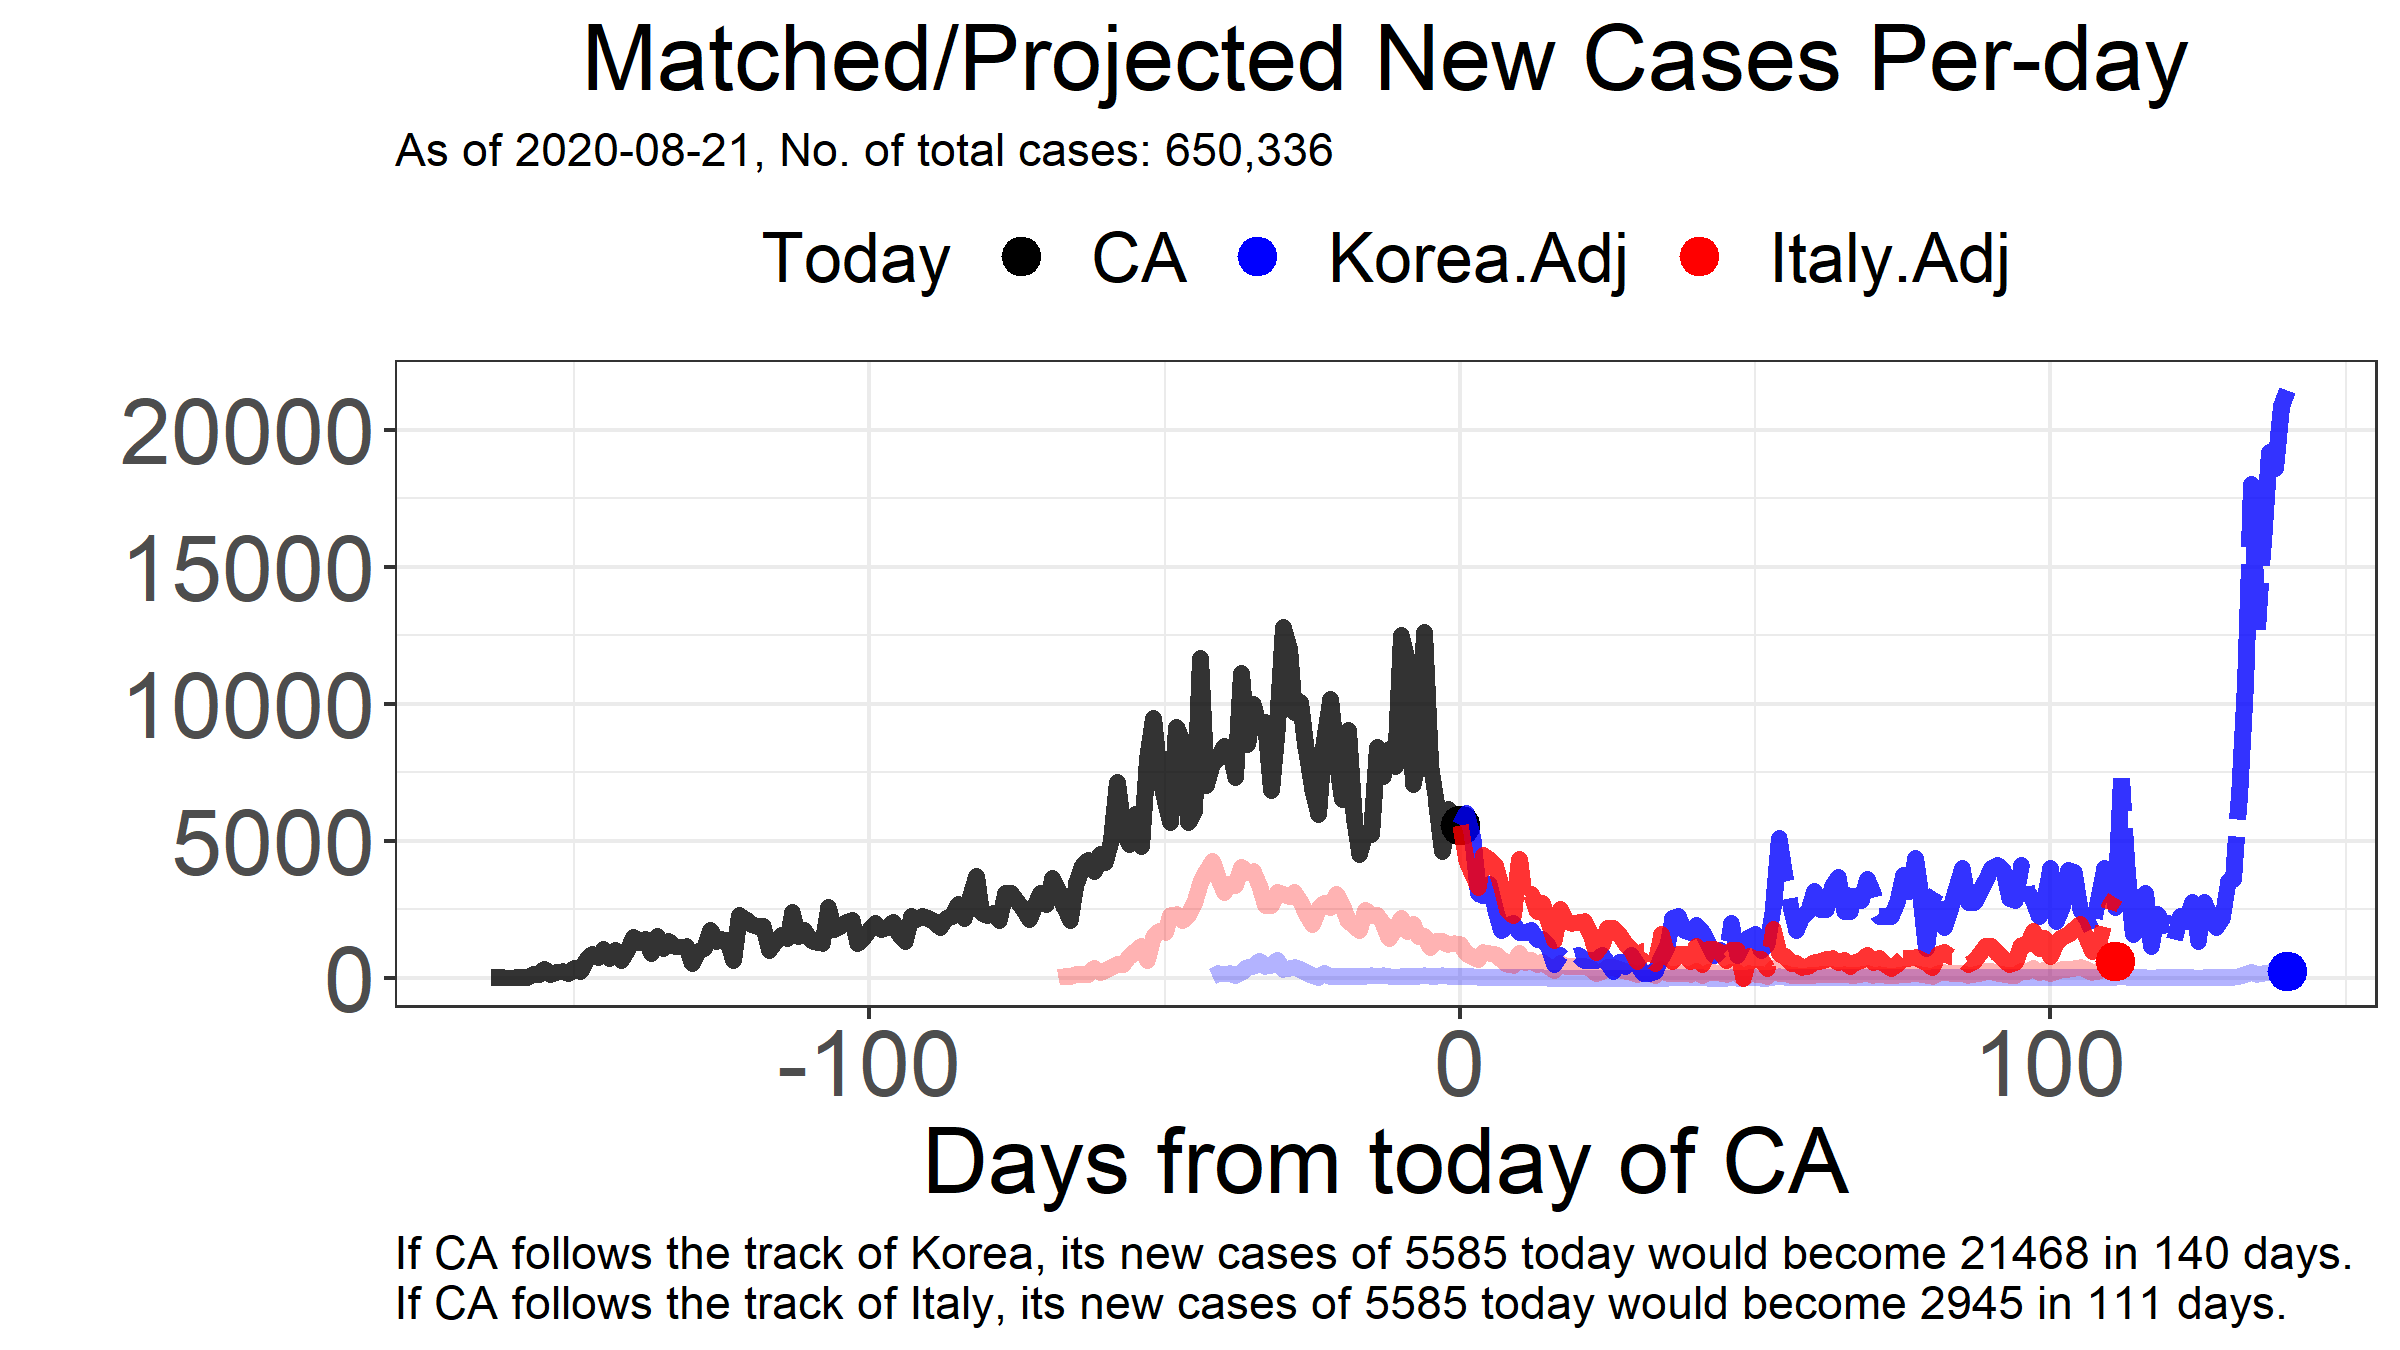 Matched/Projected New Cases Per-day
As of 2020-08-21, No. of total cases: 650,336
Today CA Korea.Adj Italy.Adj
20000
15000
10000
5000
0
-100 0 100
Days from today of CA
If CA follows the track of Korea, its new cases of 5585 today would become 21468 in 140 days.
If CA follows the track of Italy, its new cases of 5585 today would become 2945 in 111 days.